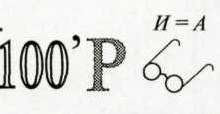 И = А
100’Р